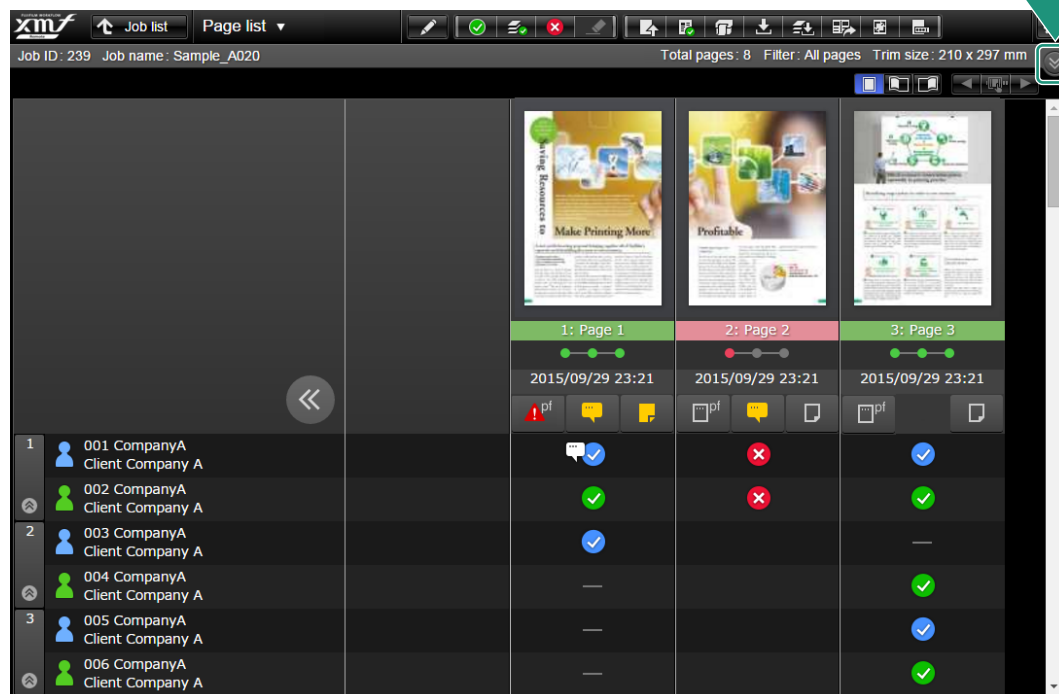 xmf Job list Page list
Remote
Job ID: 239 Job name: Sample_A020 Total pages: 8 Filter: All pages Trim size: 210 x 297 mm
Saving Resources to
Make Printing More
Profitable
1: Page 1 2: Page 2 3: Page 3
2015/09/29 23:21 2015/09/29 23:21 2015/09/29 23:21
pf pf pf
1 001 CompanyA
Client Company A
002 CompanyA
Client Company A
2 003 CompanyA
Client Company A
004 CompanyA
Client Company A
3 005 CompanyA
Client Company A
006 CompanyA
Client Company A